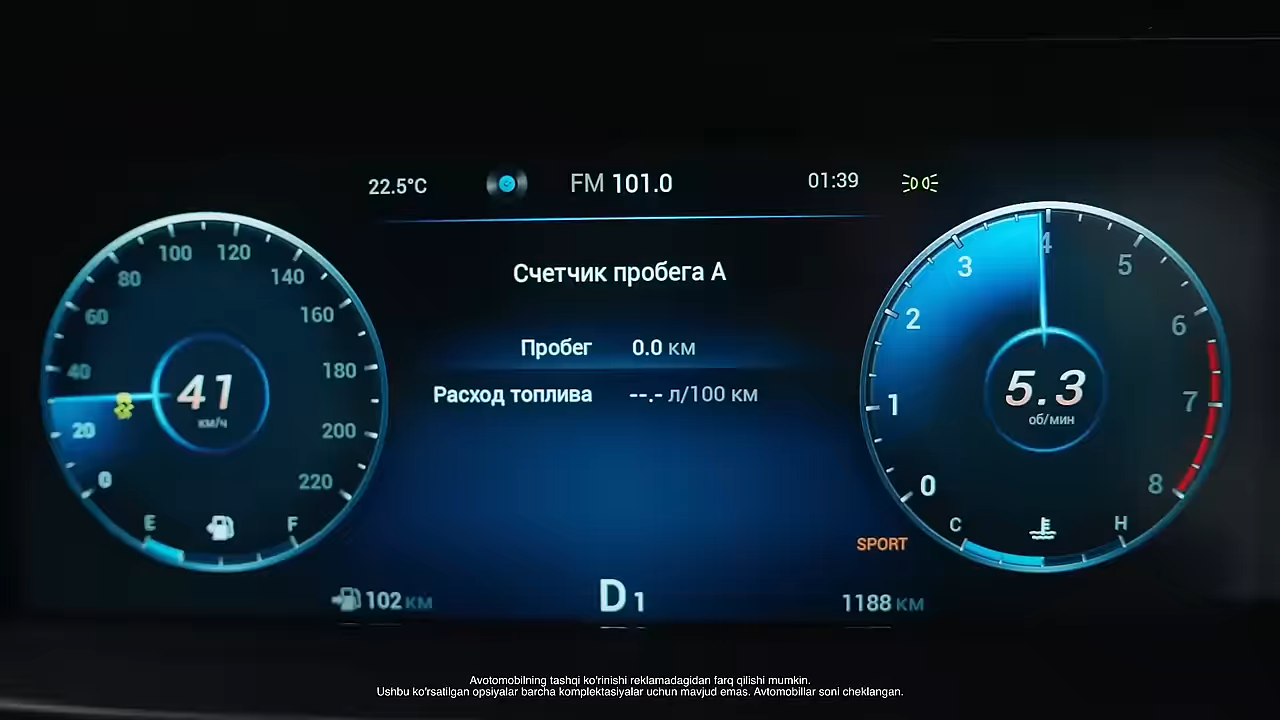 22.5°C FM 101.0 01:39
100 120
80 140
60 160
40 180
20 200
0 220
41
км/ч
E F
Счетчик пробега А
Пробег 0.0 км
Расход топлива --.- л/100 км
4
3 5
2 6
1 7
0 8
5.3
об/мин
C H
SPORT
102 км D 1 1188 км
Avotomobilning tashqi ko'rinishi reklamadagidan farq qilishi mumkin.
Ushbu ko'rsatilgan opsiyalar barcha komplektasiyalar uchun mavjud emas. Avtomobillar soni cheklangan.